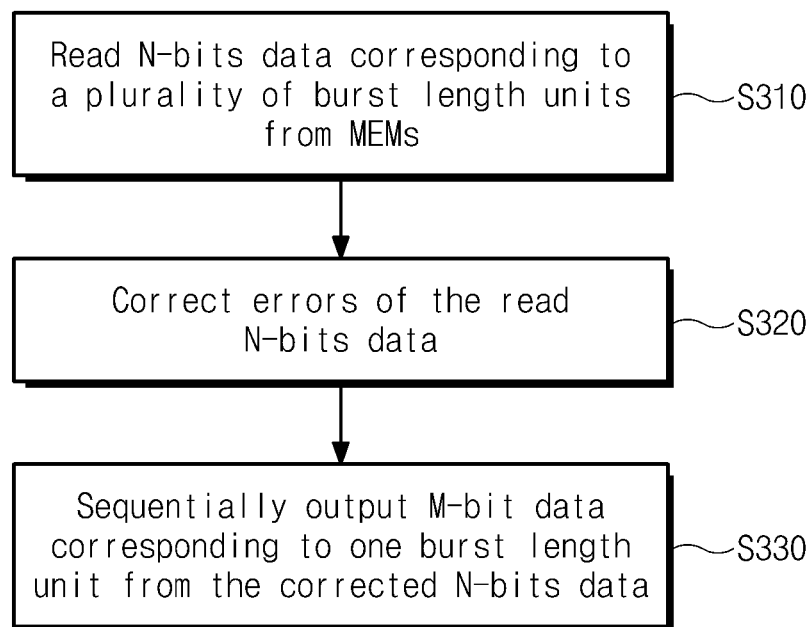 Read N-bits data corresponding to
a plurality of burst length units
from MEMs
S310
Correct errors of the read
N-bits data
S320
Sequentially output M-bit data
corresponding to one burst length
unit from the corrected N-bits data
S330